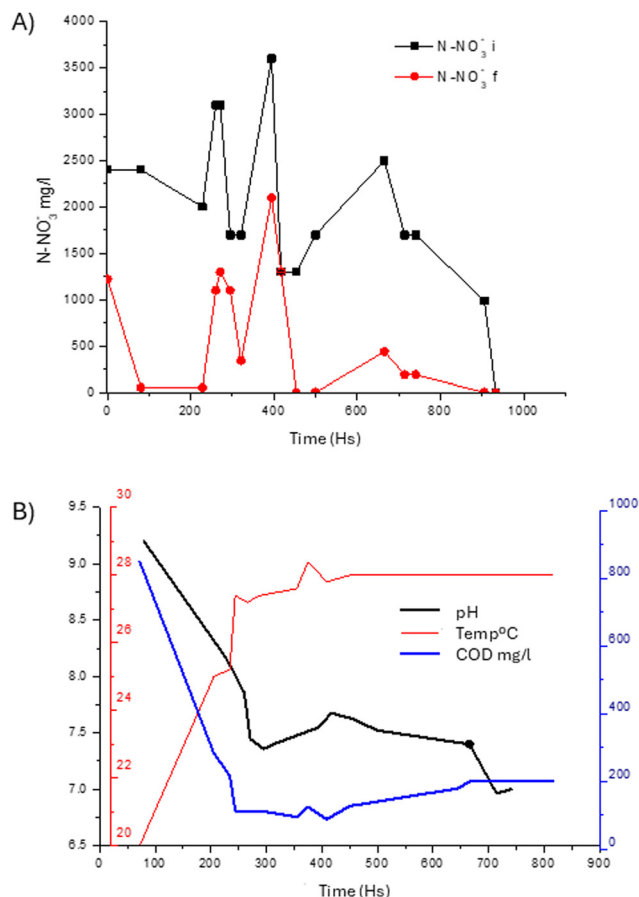 A)
N-NO₃⁻ i
N-NO₃⁻ f
4000
3500
3000
2500
2000
1500
1000
500
0
N-NO₃⁻ mg/l
0 200 400 600 800 1000
Time (Hs)
B)
9.5
9.0
8.5
8.0
7.5
7.0
6.5
30
28
26
24
22
20
pH
TempºC
COD mg/l
1000
800
600
400
200
0
0 100 200 300 400 500 600 700 800 900
Time (Hs)